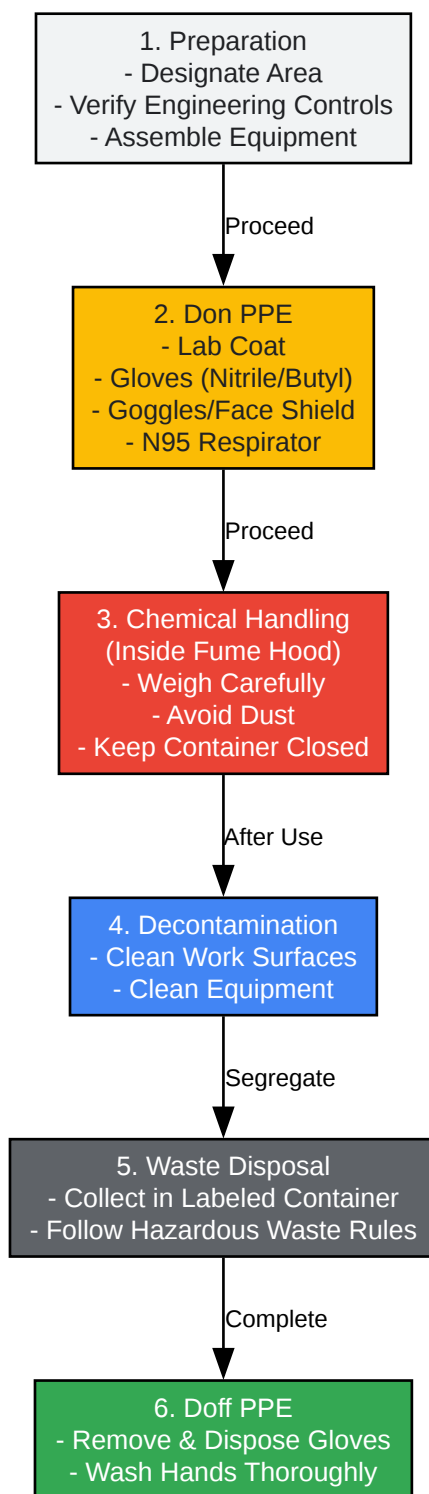 1. Preparation
- Designate Area
- Verify Engineering Controls
- Assemble Equipment
Proceed
2. Don PPE
- Lab Coat
- Gloves (Nitrile/Butyl)
- Goggles/Face Shield
- N95 Respirator
Proceed
3. Chemical Handling
(Inside Fume Hood)
- Weigh Carefully
- Avoid Dust
- Keep Container Closed
After Use
4. Decontamination
- Clean Work Surfaces
- Clean Equipment
Segregate
5. Waste Disposal
- Collect in Labeled Container
- Follow Hazardous Waste Rules
Complete
6. Doff PPE
- Remove & Dispose Gloves
- Wash Hands Thoroughly